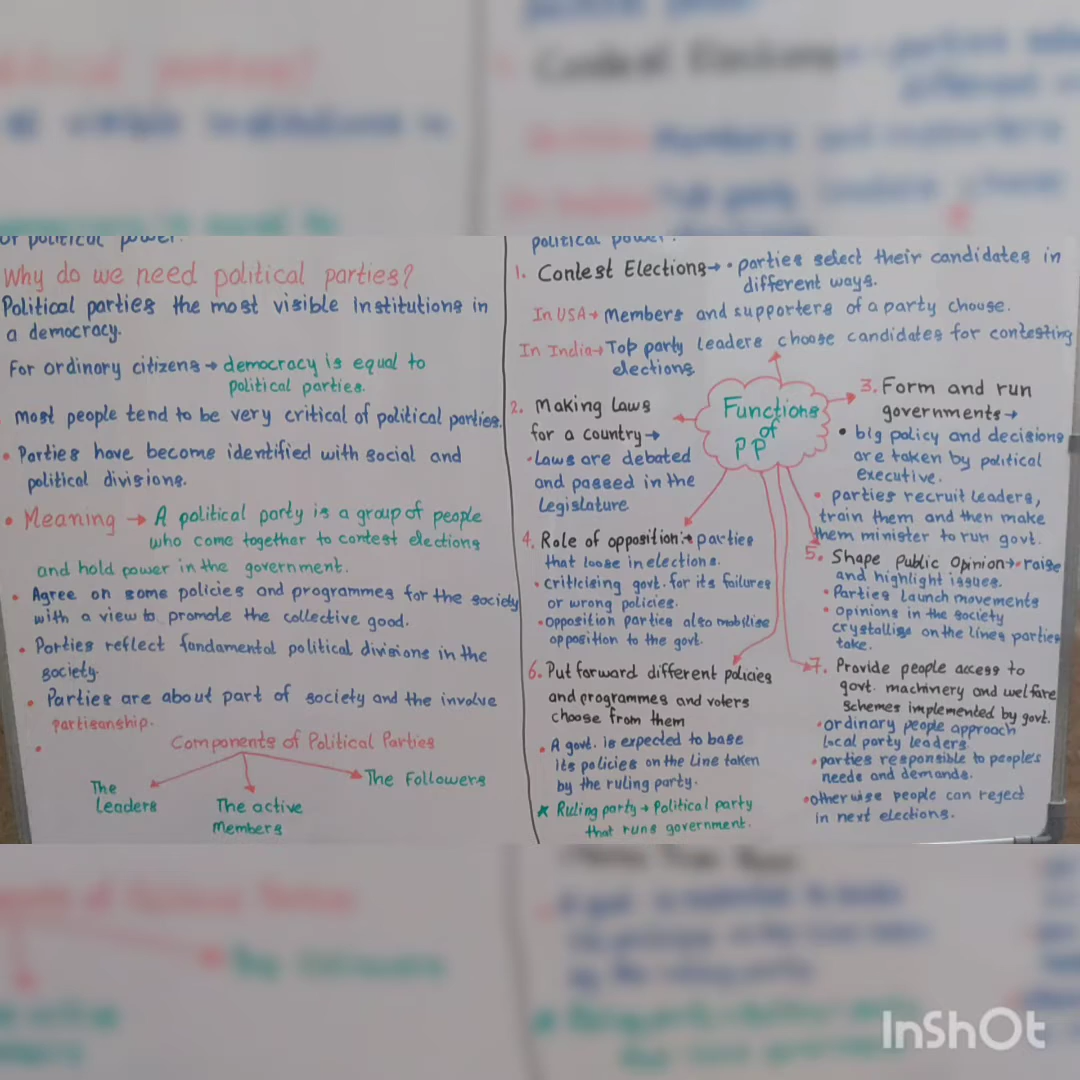 of political power.
Why do we need political parties?
Political parties the most visible Institutions in
a democracy.
For ordinary citizens → democracy is equal to
political parties.
most people tend to be very critical of political parties.
• Parties have become identified with social and
political divisions.
• Meaning → A political party is a group of people
who come together to contest elections
and hold power in the government.
• Agree on some policies and programmes for the society
with a view to promote the collective good.
• Parties reflect fundamental political divisions in the
society.
• Parties are about part of society and the involve
partisanship.
•
Components of Political Parties
The
Leaders
The active
Members
The Followers
political power.
1. Contest Elections → • parties select their candidates in
different ways.
In USA → Members and supporters of a party choose.
In India → Top party leaders choose candidates for contesting
elections
Functions
of
PP
2. Making Laws
for a country →
• Laws are debated
and passed in the
Legislature
3. Form and run
governments →
• big policy and decisions
are taken by political
executive.
• parties recruit leaders,
train them and then make
them minister to run govt.
4. Role of opposition :→ parties
that loose in elections.
• criticising govt. for its failures
or wrong policies.
• opposition parties also mobilise
opposition to the govt.
5. Shape Public Opinion → • raise
and highlight issues.
• Parties Launch movements
• opinions in the society
crystallise on the lines parties
take.
6. Put forward different policies
and programmes and voters
choose from them
• A govt. is expected to base
its policies on the Line taken
by the ruling party.
* Ruling party → Political party
that runs government.
7. Provide people access to
govt. machinery and welfare
schemes implemented by govt.
• ordinary people approach
local party leaders.
• parties responsible to people's
needs and demands.
• otherwise people can reject
in next elections.
InShOt